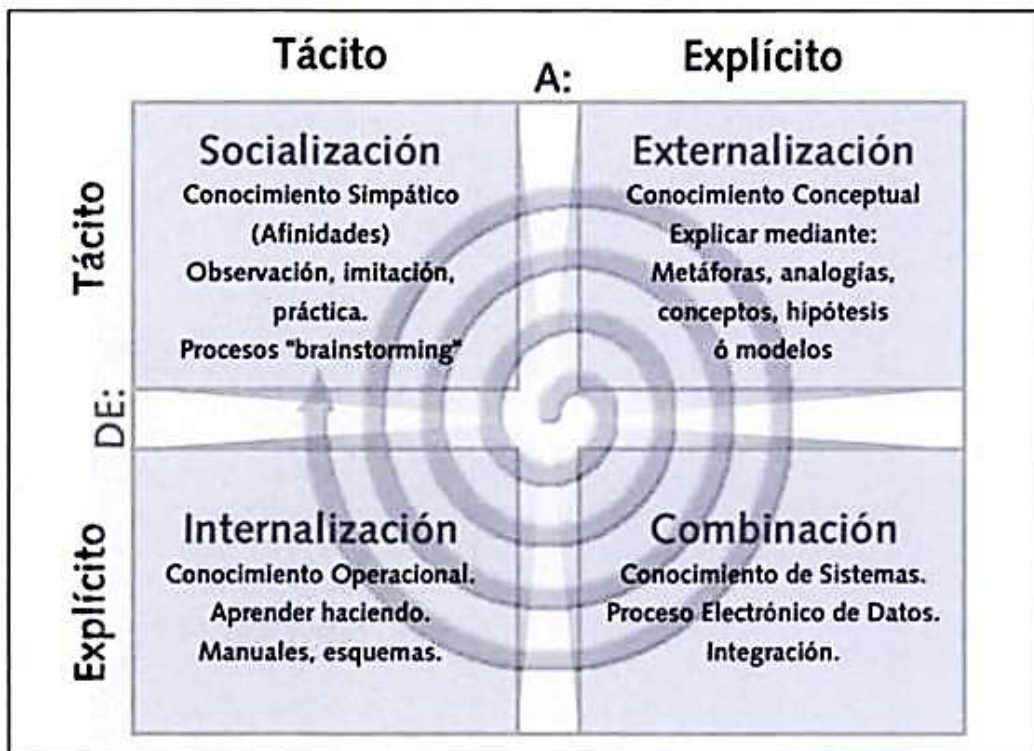 Tácito
A:
Explícito
Tácito
Socialización
Conocimiento Simpático
(Afinidades)
Observación, imitación,
práctica.
Procesos "brainstorming"
Externalización
Conocimiento Conceptual
Explicar mediante:
Metáforas, analogías,
conceptos, hipótesis
ó modelos
DE:
Explícito
Internalización
Conocimiento Operacional.
Aprender haciendo.
Manuales, esquemas.
Combinación
Conocimiento de Sistemas.
Proceso Electrónico de Datos.
Integración.